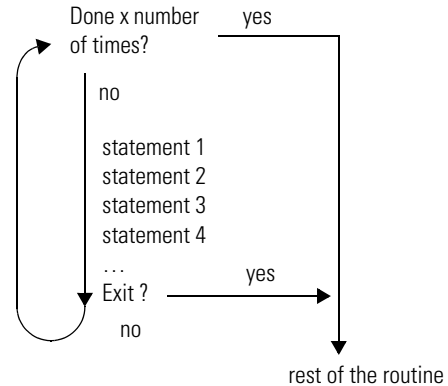 Done x number
of times?
yes
no
statement 1
statement 2
statement 3
statement 4
...
Exit ?
yes
no
rest of the routine